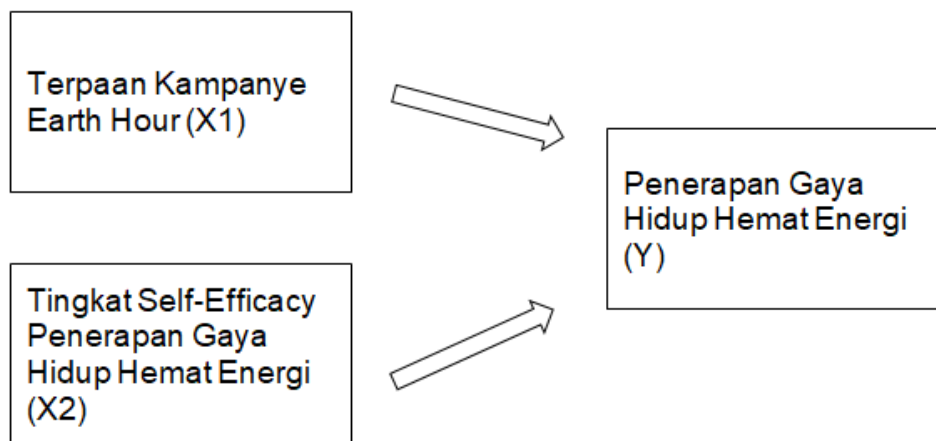 Terpaan Kampanye
Earth Hour (X1)
Penerapan Gaya
Hidup Hemat Energi
(Y)
Tingkat Self-Efficacy
Penerapan Gaya
Hidup Hemat Energi
(X2)